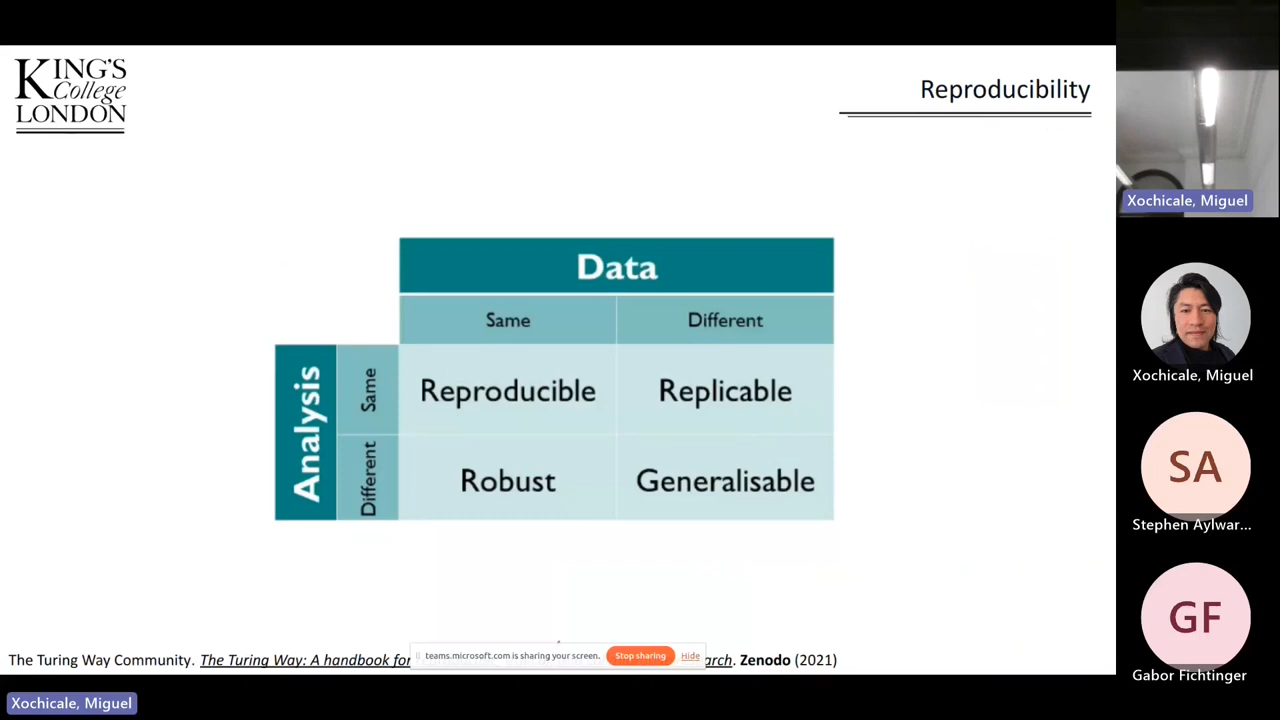 KING'S
College
LONDON
Reproducibility
Data
Same Different
Analysis
Same
Reproducible Replicable
Different
Robust Generalisable
The Turing Way Community. The Turing Way: A handbook for
arch. Zenodo (2021)
teams.microsoft.com is sharing your screen. Stop sharing Hide
Xochicale, Miguel
Xochicale, Miguel
Xochicale, Miguel
SA
Stephen Aylwar...
GF
Gabor Fichtinger